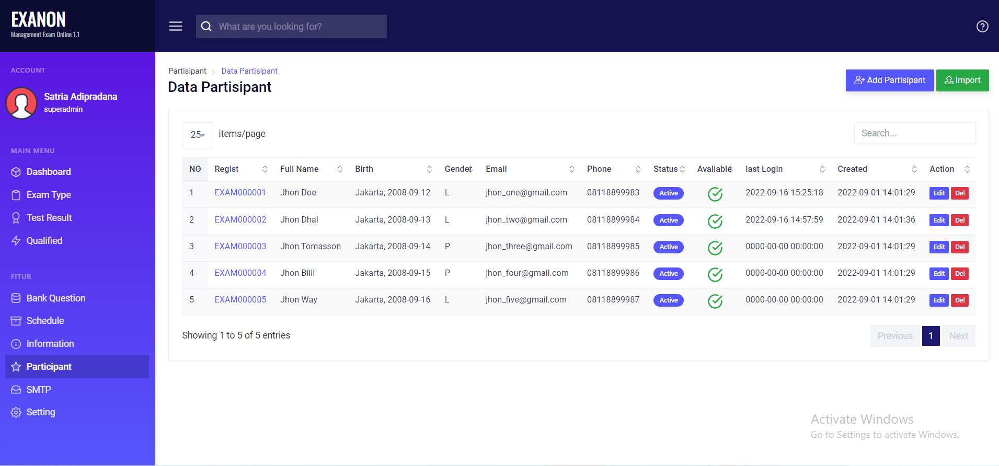 EXANON
Management Exam Online 1.1
What are you looking for?
ACCOUNT
Satria Adipradana
superadmin
MAIN MENU
Dashboard
Exam Type
Test Result
Qualified
FITUR
Bank Question
Schedule
Information
Participant
SMTP
Setting
Partisipant Data Partisipant
Data Partisipant
Add Partisipant Import
25 items/page
Search...
NO Regist Full Name Birth Gender Email Phone Status Avaliable last Login Created Action
1 EXAM000001 Jhon Doe Jakarta, 2008-09-12 L jhon_one@gmail.com 08118899983 Active 2022-09-16 15:25:18 2022-09-01 14:01:29 Edit Del
2 EXAM000002 Jhon Dhal Jakarta, 2008-09-13 L jhon_two@gmail.com 08118899984 Active 2022-09-16 14:57:59 2022-09-01 14:01:36 Edit Del
3 EXAM000003 Jhon Tomasson Jakarta, 2008-09-14 P jhon_three@gmail.com 08118899985 Active 0000-00-00 00:00:00 2022-09-01 14:01:29 Edit Del
4 EXAM000004 Jhon Biill Jakarta, 2008-09-15 P jhon_four@gmail.com 08118899986 Active 0000-00-00 00:00:00 2022-09-01 14:01:29 Edit Del
5 EXAM000005 Jhon Way Jakarta, 2008-09-16 L jhon_five@gmail.com 08118899987 Active 0000-00-00 00:00:00 2022-09-01 14:01:29 Edit Del
Showing 1 to 5 of 5 entries
Previous 1 Next
Activate Windows
Go to Settings to activate Windows.